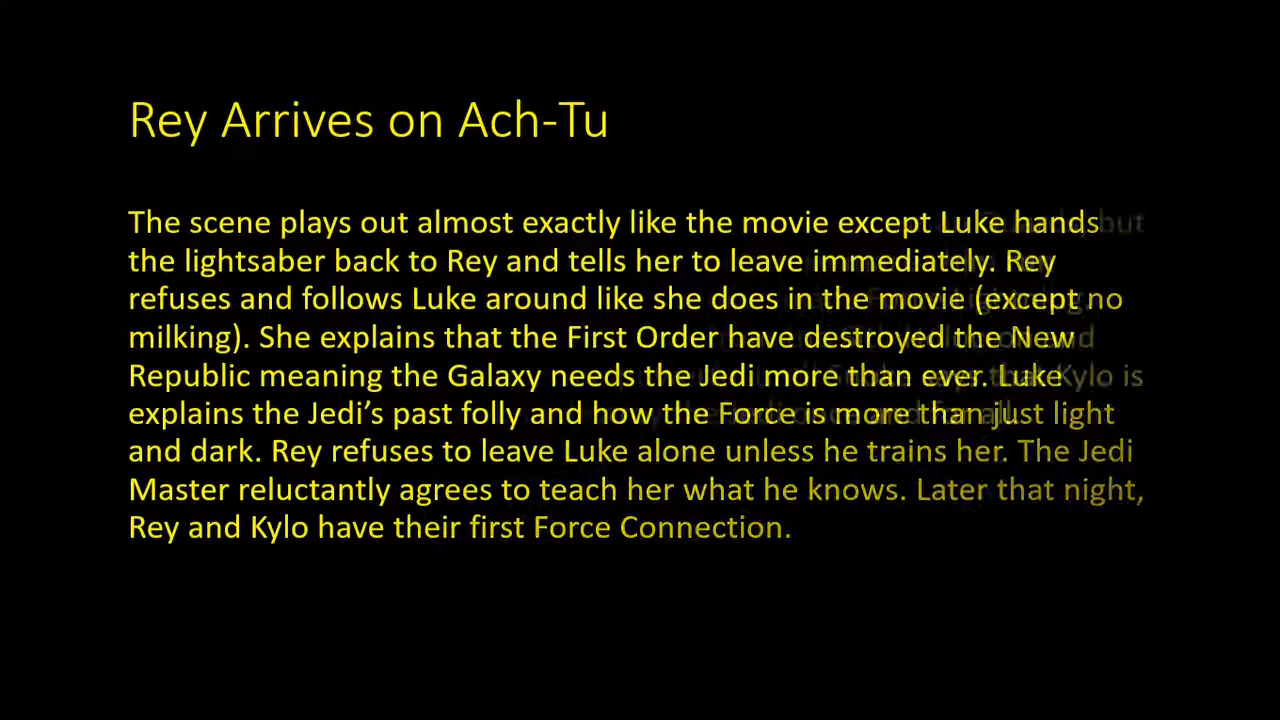 Rey Arrives on Ach-Tu
The scene plays out almost exactly like the movie except Luke hands
the lightsaber back to Rey and tells her to leave immediately. Rey
refuses and follows Luke around like she does in the movie (except no
milking). She explains that the First Order have destroyed the New
Republic meaning the Galaxy needs the Jedi more than ever. Luke
explains the Jedi’s past folly and how the Force is more than just light
and dark. Rey refuses to leave Luke alone unless he trains her. The Jedi
Master reluctantly agrees to teach her what he knows. Later that night,
Rey and Kylo have their first Force Connection.